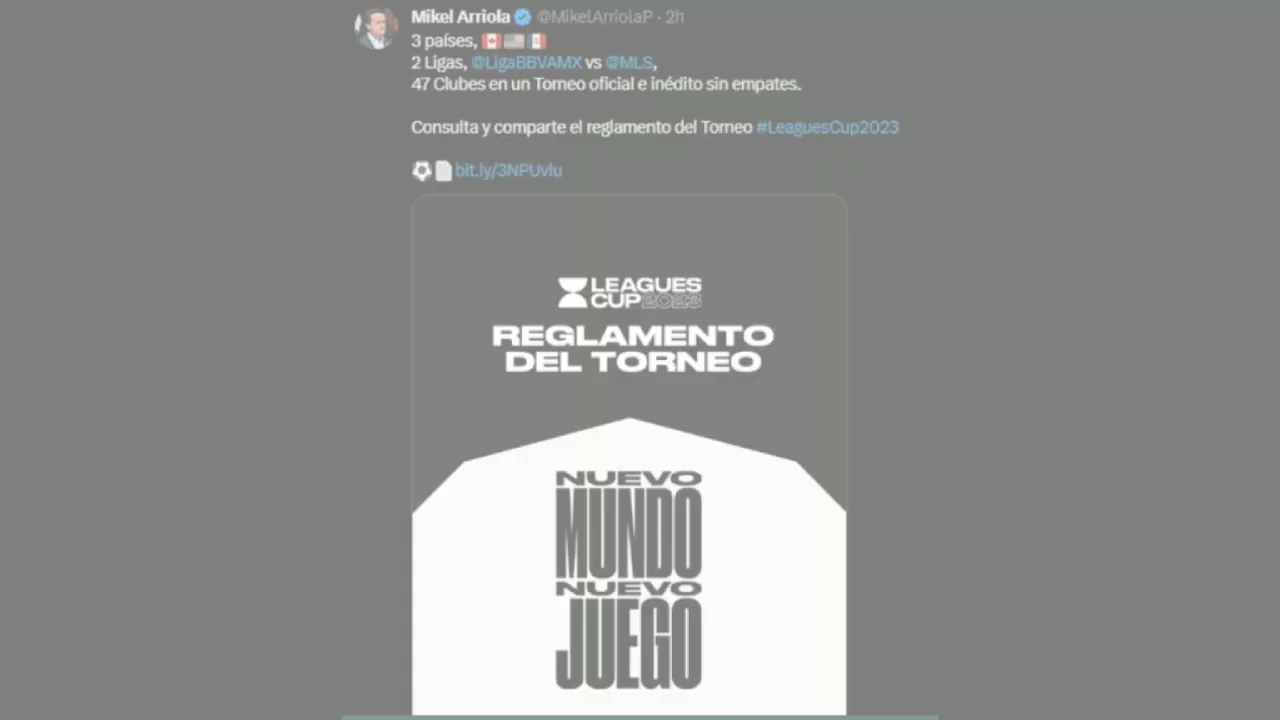 Mikel Arriola @MikelArriolaP · 2h
3 países,
2 Ligas, @LigaBBVAMX vs @MLS,
47 Clubes en un Torneo oficial e inédito sin empates.
Consulta y comparte el reglamento del Torneo #LeaguesCup2023
bit.ly/3NPUvlu
LEAGUES
CUP 2023
REGLAMENTO
DEL TORNEO
NUEVO
MUNDO
NUEVO
JUEGO